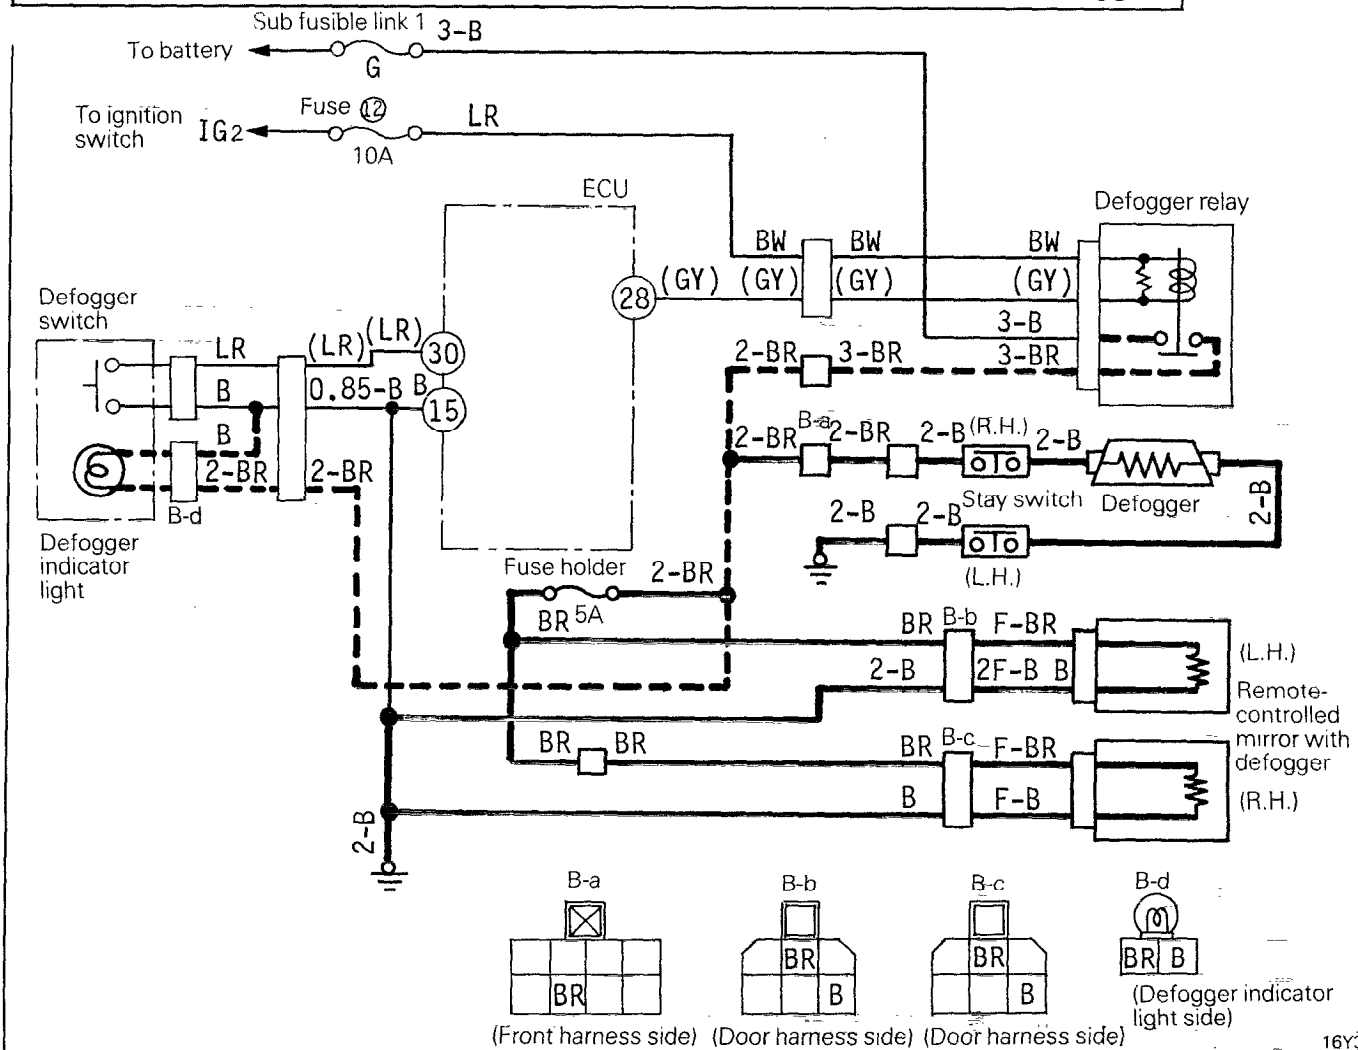 Sub fusible link 1
3-B
To battery
G
Fuse ⑫
To ignition
switch
IG2
LR
10A
ECU
Defogger relay
BW
BW
BW
(GY)
(GY)
(GY)
(GY)
28
Defogger
switch
3-B
(LR)
(LR)
30
LR
2-BR
3-BR
3-BR
B
0.85-B
B
15
B-a
(R.H.)
B
2-BR
2-BR
2-B
2-B
2-BR
2-BR
Stay switch
Defogger
2-B
B-d
2-B
2-B
Defogger
indicator
light
Fuse holder
2-BR
(L.H.)
BR
5A
BR
B-b
F-BR
(L.H.)
2-B
2F-B
B
Remote-
controlled
mirror with
defogger
BR
BR
BR
B-c
F-BR
(R.H.)
B
F-B
2-B
B-a
B-b
B-c
B-d
BR
BR
BR
B
BR
B
B
(Front harness side)
(Door harness side)
(Door harness side)
(Defogger indicator
light side)